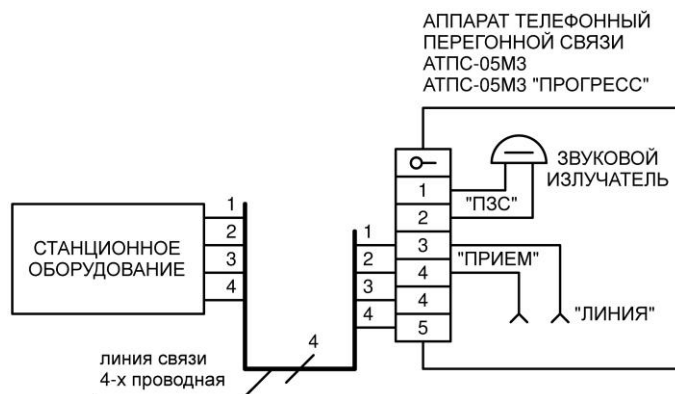 АППАРАТ ТЕЛЕФОННЫЙ
ПЕРЕГОННОЙ СВЯЗИ
АТПС-05М3
АТПС-05М3 "ПРОГРЕСС"
ЗВУКОВОЙ
ИЗЛУЧАТЕЛЬ
1
"ПЗС"
2
3
"ПРИЕМ"
4
4
5
"ЛИНИЯ"
СТАНЦИОННОЕ
ОБОРУДОВАНИЕ
1
2
3
4
1
2
3
4
4
линия связи
4-х проводная